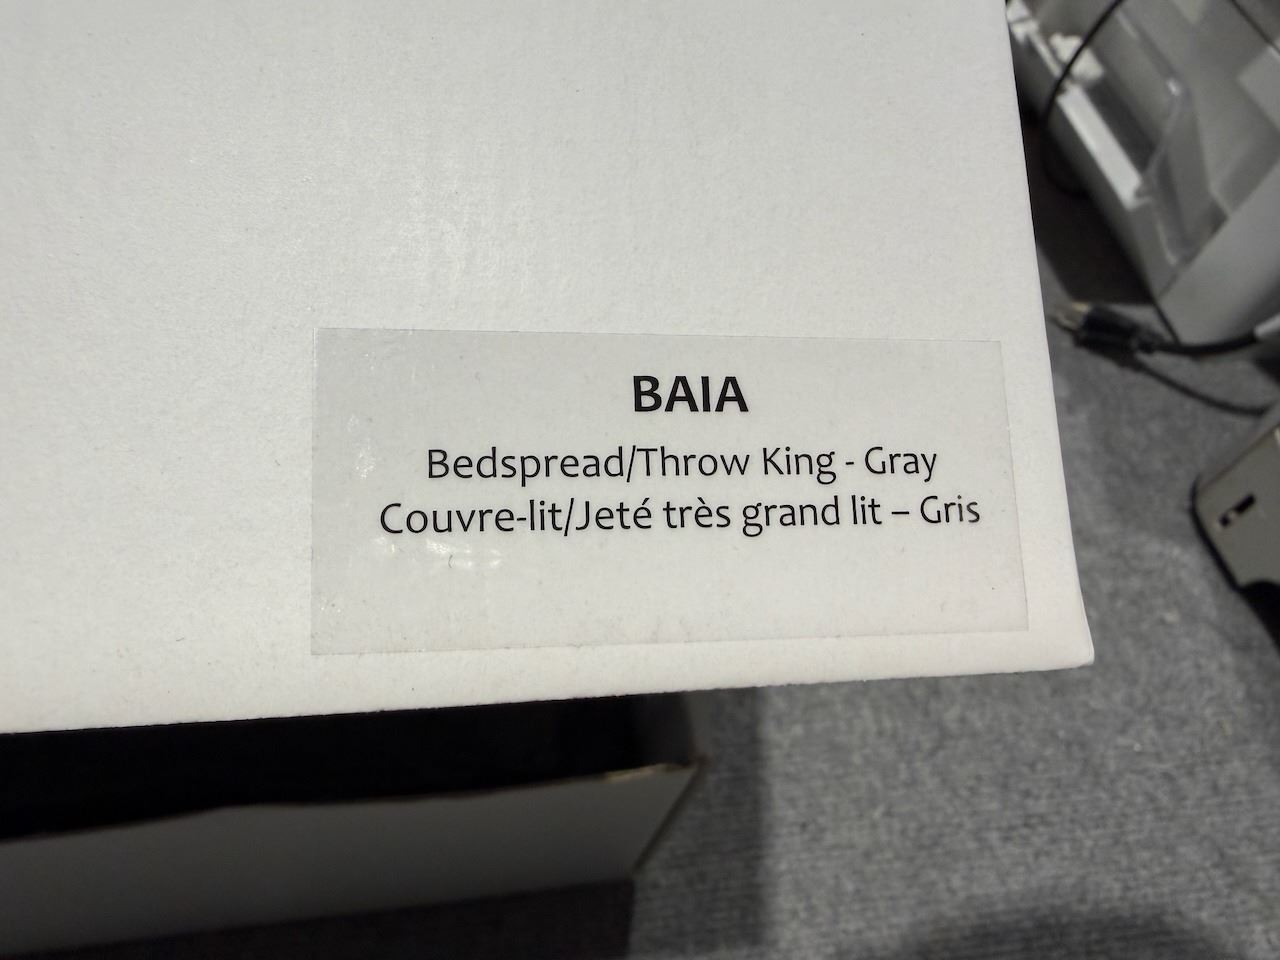 BAIA
Bedspread/Throw King - Gray
Couvre-lit/Jeté très grand lit – Gris